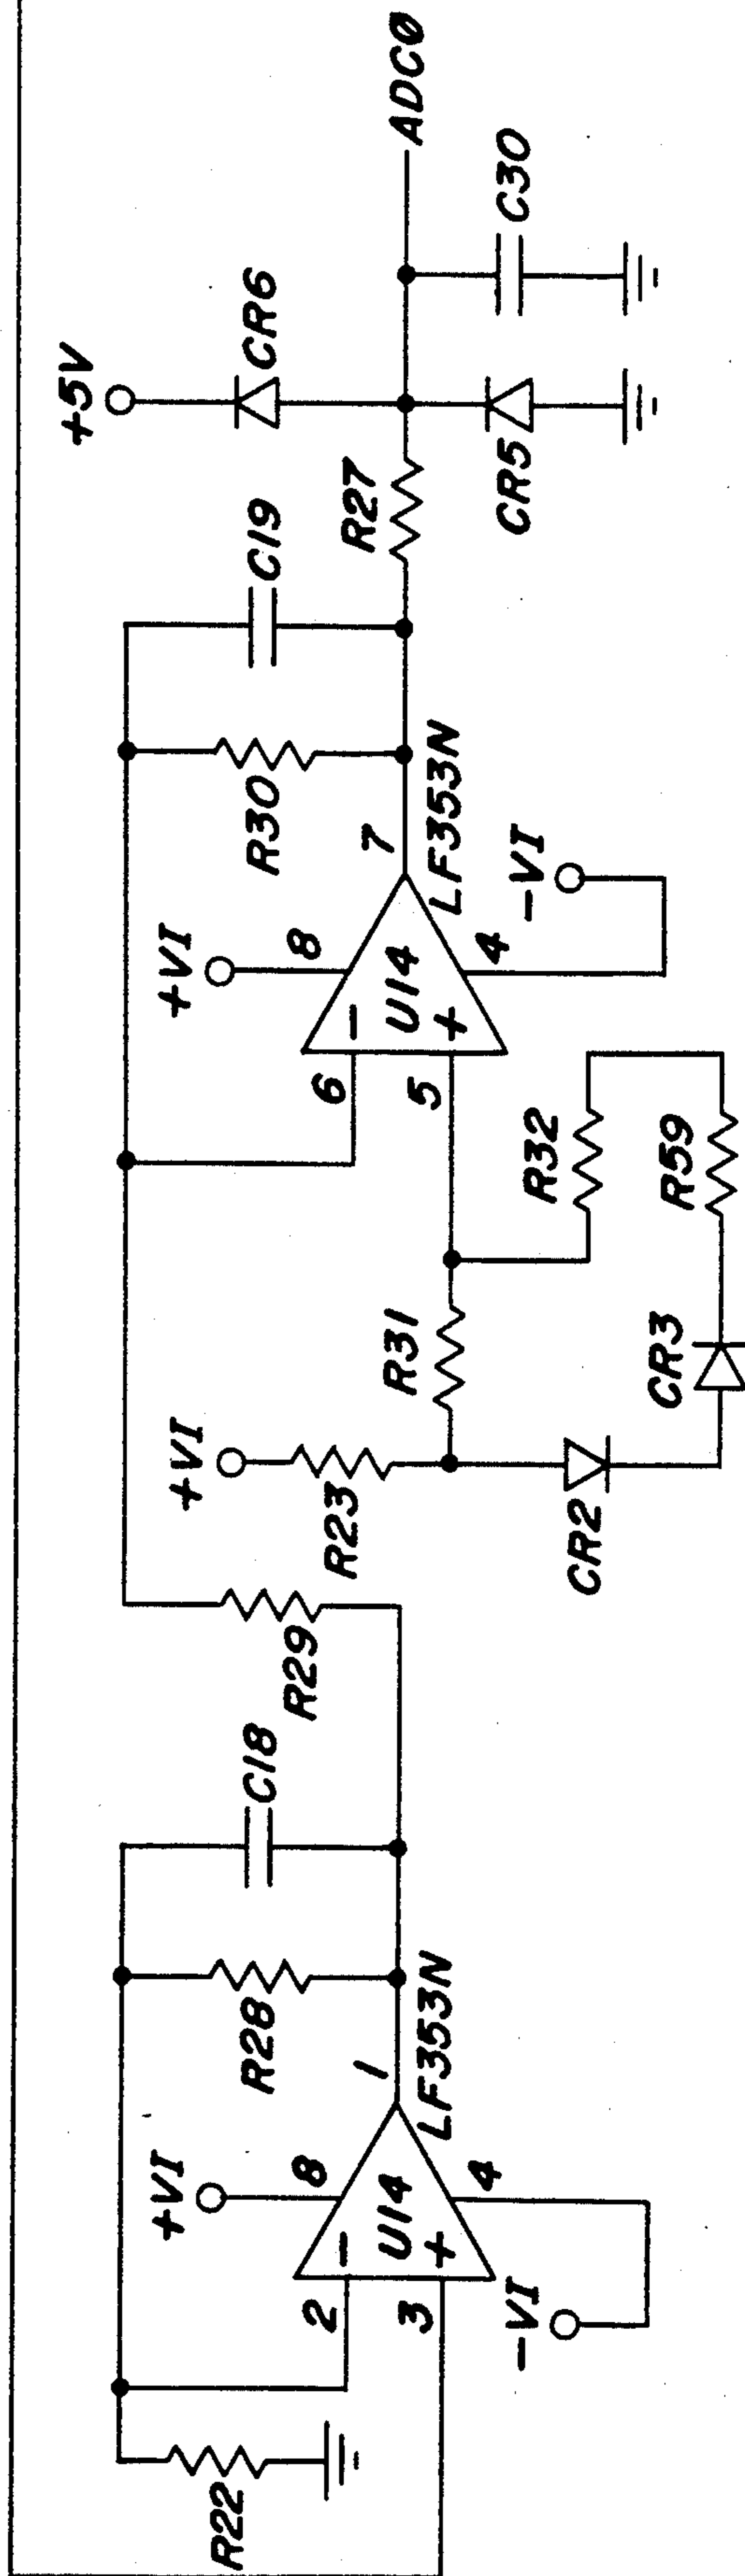 R22
2
3
-VI
+VI
8
-
U14
+
4
1
LF353N
R28
C18
R29
+VI
R23
R31
CR2
CR3
R32
R59
6
5
+VI
8
-
U14
+
4
-VI
7
LF353N
R30
C19
R27
+5V
CR6
CR5
C30
ADCØ